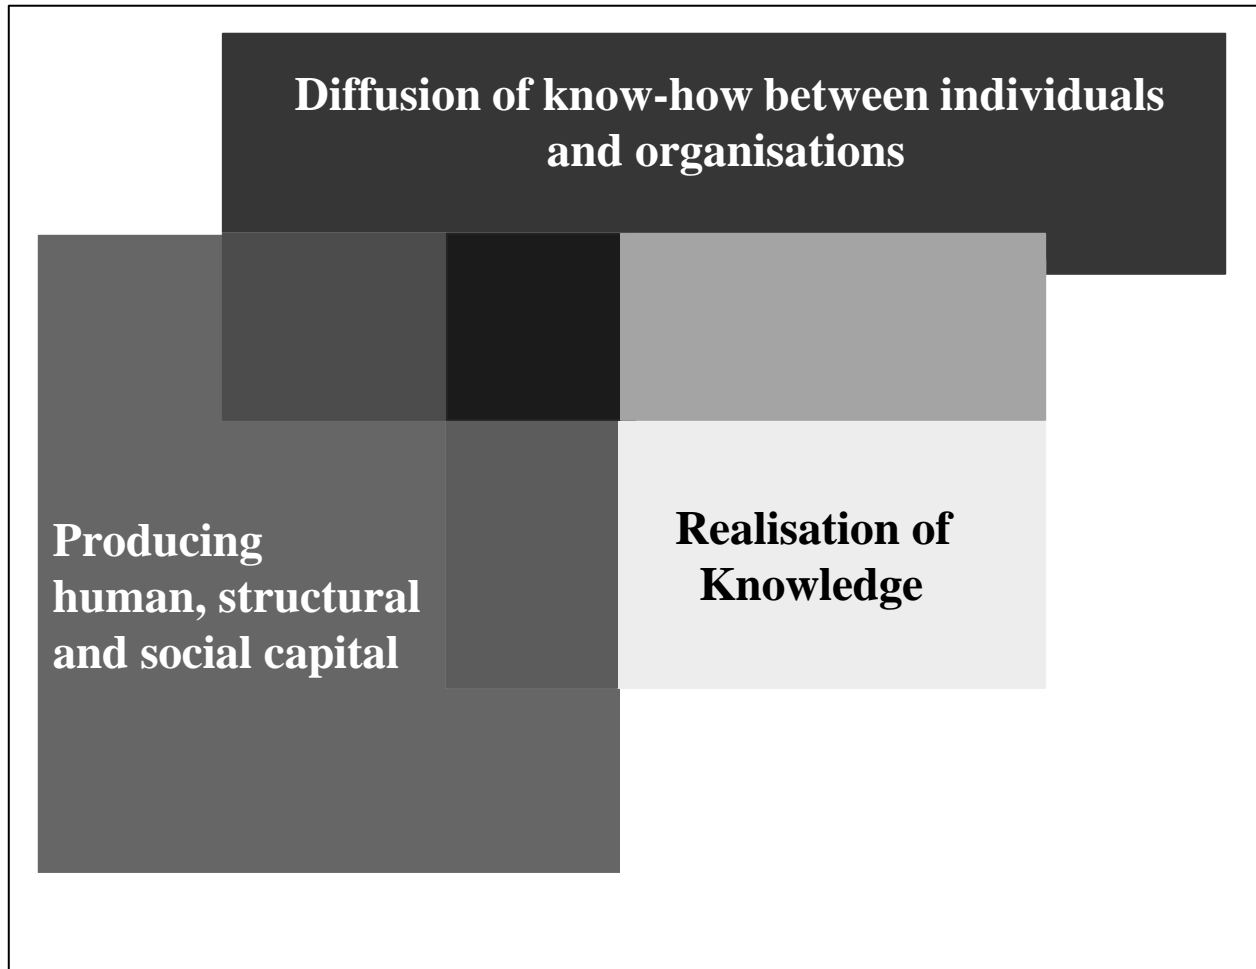 Diffusion of know-how between individuals
and organisations
Producing
human, structural
and social capital
Realisation of
Knowledge